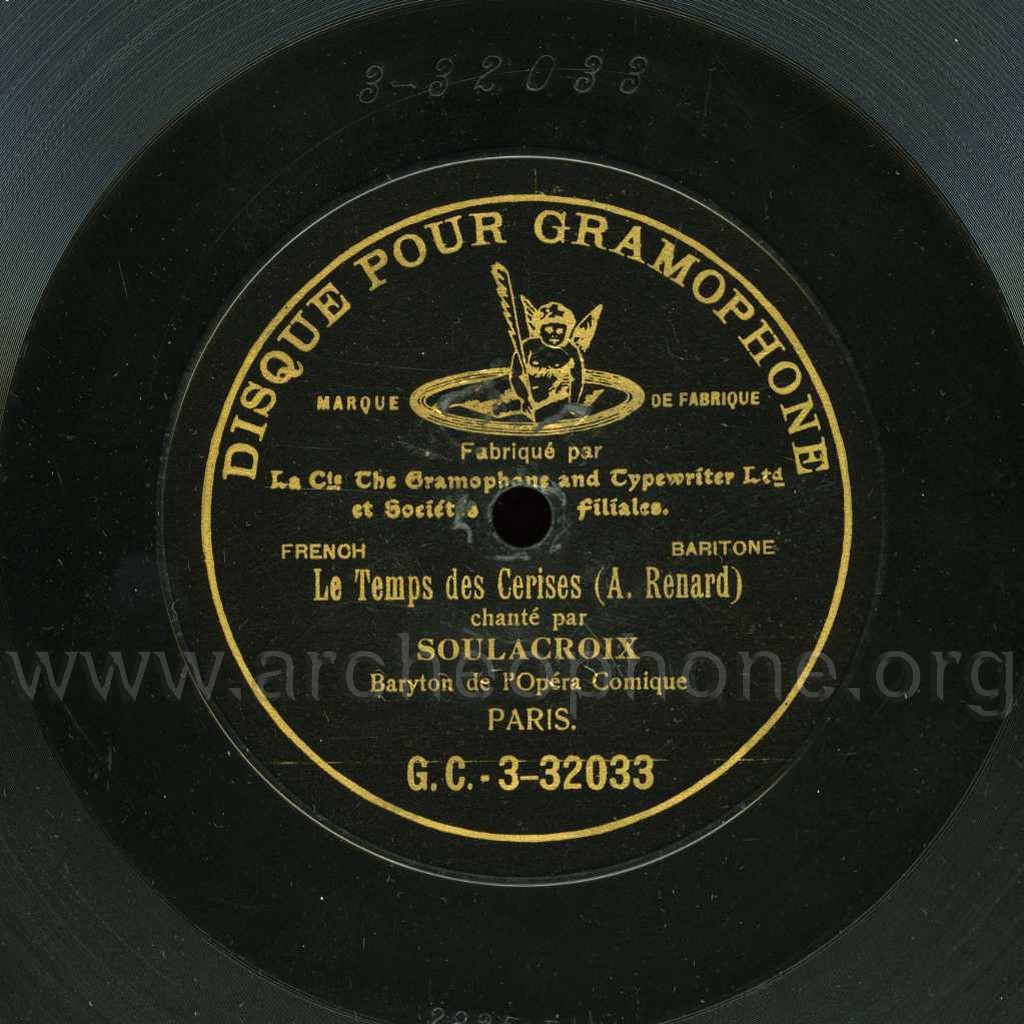 3-32033
DISQUE POUR GRAMOPHONE
MARQUE DE FABRIQUE
Fabriqué par
La Cie The Gramophone and Typewriter Ltd
et Sociétés filiales.
FRENCH BARITONE
Le Temps des Cerises (A. Renard)
chanté par
SOULACROIX
www.archeophone.org
Baryton de l'Opéra Comique
PARIS.
G.C.-3-32033